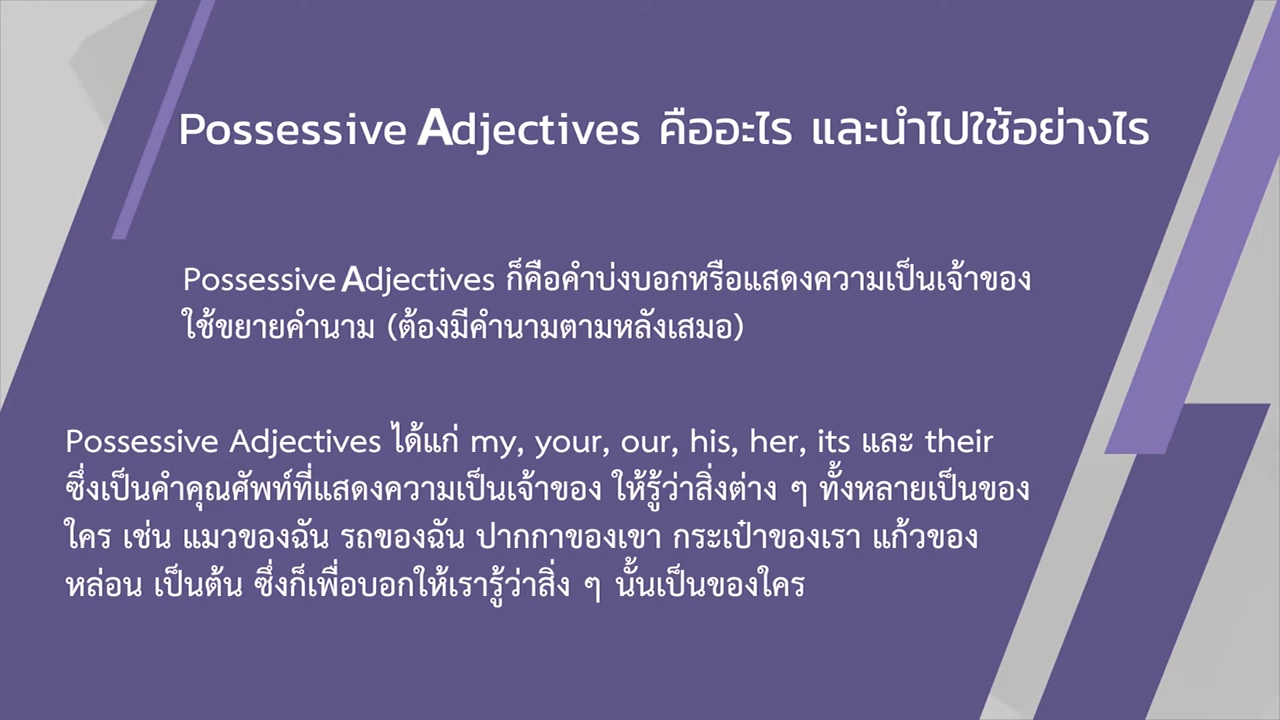 Possessive Adjectives คืออะไร และนำไปใช้อย่างไร
Possessive Adjectives ก็คือคำบ่งบอกหรือแสดงความเป็นเจ้าของ
ใช้ขยายคำนาม (ต้องมีคำนามตามหลังเสมอ)
Possessive Adjectives ได้แก่ my, your, our, his, her, its และ their
ซึ่งเป็นคำคุณศัพท์ที่แสดงความเป็นเจ้าของ ให้รู้ว่าสิ่งต่าง ๆ ทั้งหลายเป็นของ
ใคร เช่น แมวของฉัน รถของฉัน ปากกาของเขา กระเป๋าของเรา แก้วของ
หล่อน เป็นต้น ซึ่งก็เพื่อบอกให้เรารู้ว่าสิ่ง ๆ นั้นเป็นของใคร